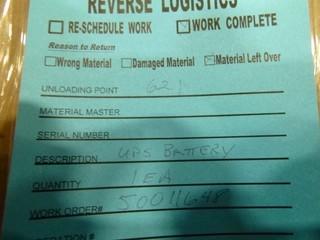 REVERSE LOGISTICS
RE-SCHEDULE WORK WORK COMPLETE
Reason to Return
Wrong Material Damaged Material Material Left Over
UNLOADING POINT 621
MATERIAL MASTER
SERIAL NUMBER
DESCRIPTION UPS BATTERY
QUANTITY 1 EA
WORK ORDER# 50011648
OPERATION #